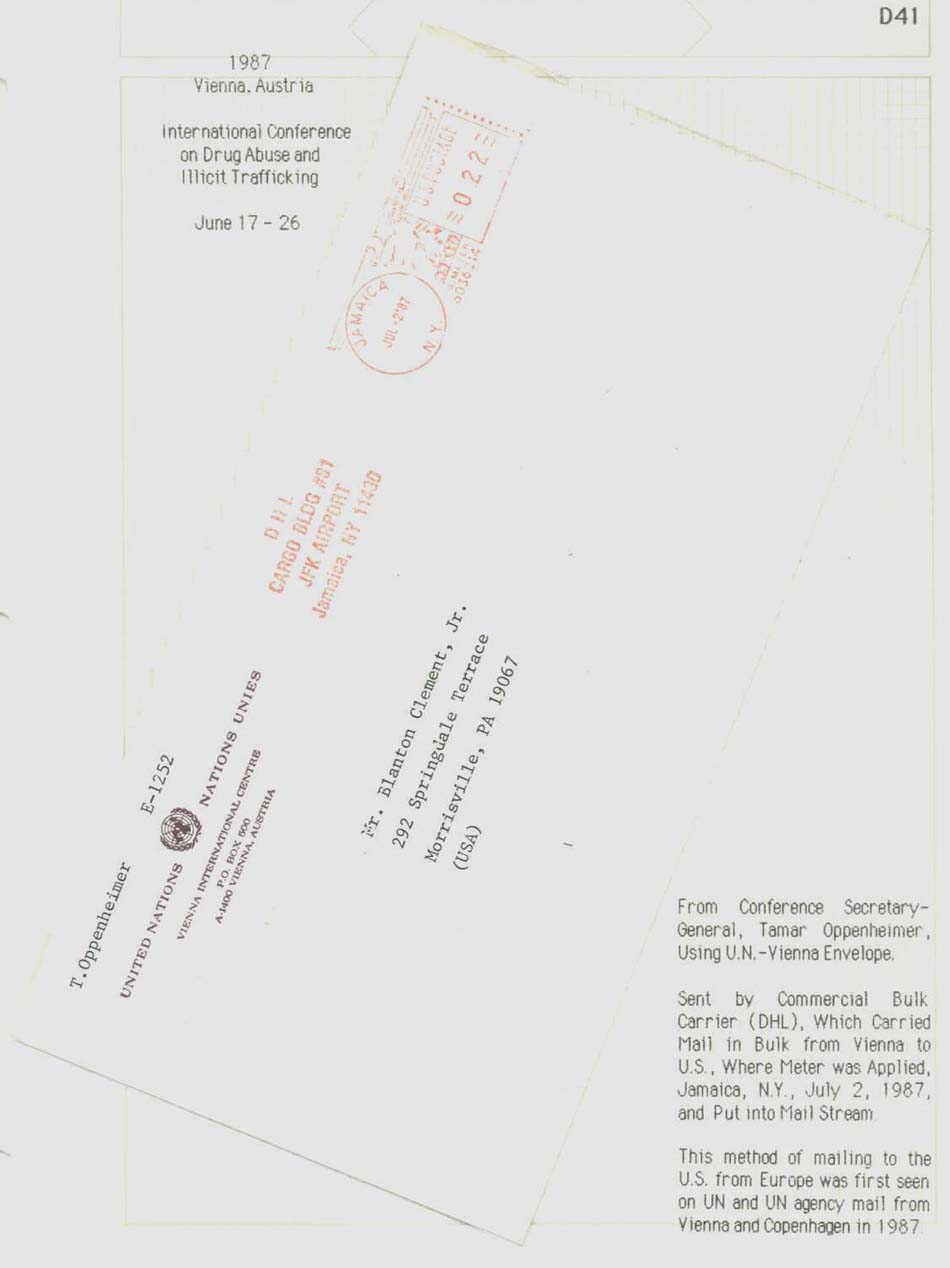 D41
1987
Vienna, Austria
International Conference
on Drug Abuse and
Illicit Trafficking
June 17 - 26
U.S. POSTAGE
022
METER
JAMAICA
JUL-2'87
N.Y.
DHL
CARGO BLDG #81
JFK AIRPORT
Jamaica, NY 11430
T.Oppenheimer E-1252
UNITED NATIONS NATIONS UNIES
VIENNA INTERNATIONAL CENTRE
P.O. BOX 500
A-1400 VIENNA, AUSTRIA
Mr. Blanton Clement, Jr.
292 Springdale Terrace
Morrisville, PA 19067
(USA)
From Conference Secretary-
General, Tamar Oppenheimer,
Using U.N.-Vienna Envelope.
Sent by Commercial Bulk
Carrier (DHL), Which Carried
Mail in Bulk from Vienna to
U.S., Where Meter was Applied,
Jamaica, N.Y., July 2, 1987,
and Put into Mail Stream.
This method of mailing to the
U.S. from Europe was first seen
on UN and UN agency mail from
Vienna and Copenhagen in 1987.